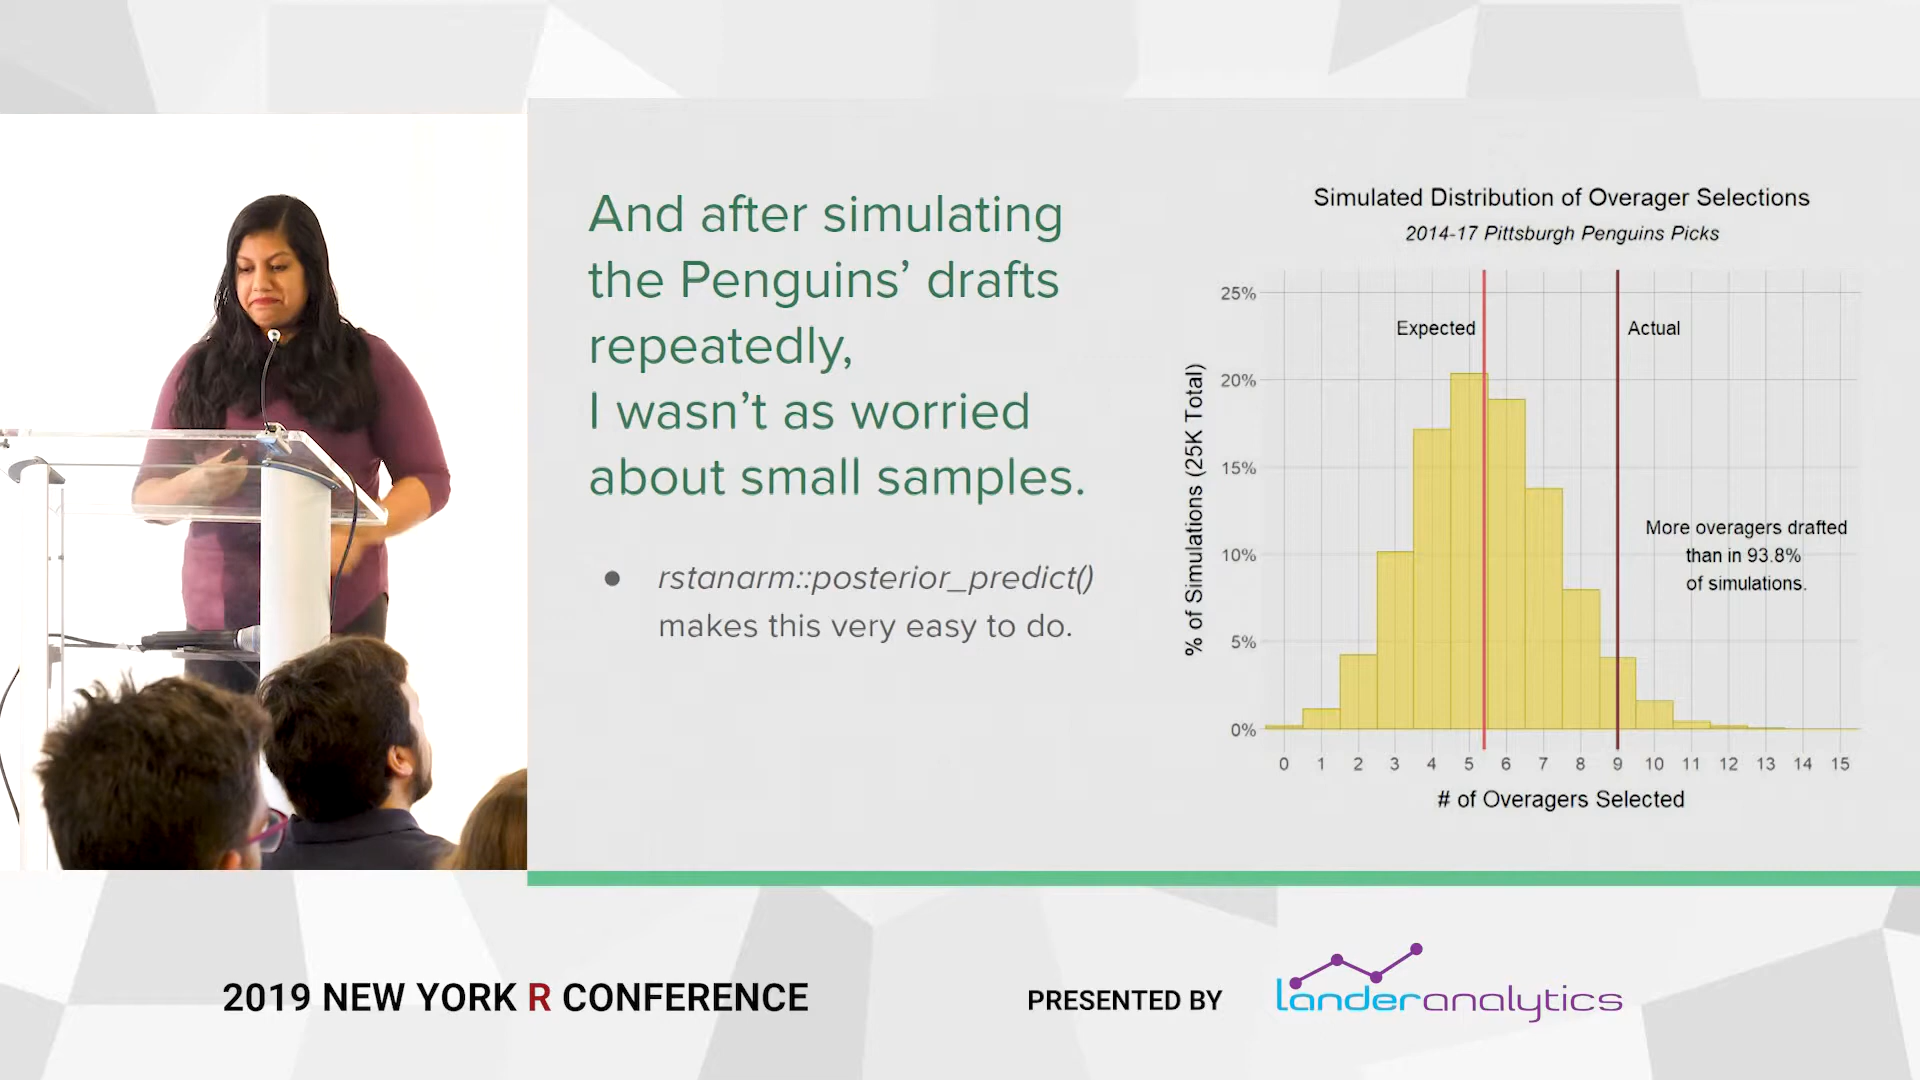 And after simulating
the Penguins’ drafts
repeatedly,
I wasn’t as worried
about small samples.
● rstanarm::posterior_predict()
makes this very easy to do.
Simulated Distribution of Overager Selections
2014-17 Pittsburgh Penguins Picks
% of Simulations (25K Total)
25%
20%
15%
10%
5%
0%
Expected
Actual
More overagers drafted
than in 93.8%
of simulations.
0 1 2 3 4 5 6 7 8 9 10 11 12 13 14 15
# of Overagers Selected
2019 NEW YORK R CONFERENCE
PRESENTED BY
landeranalytics